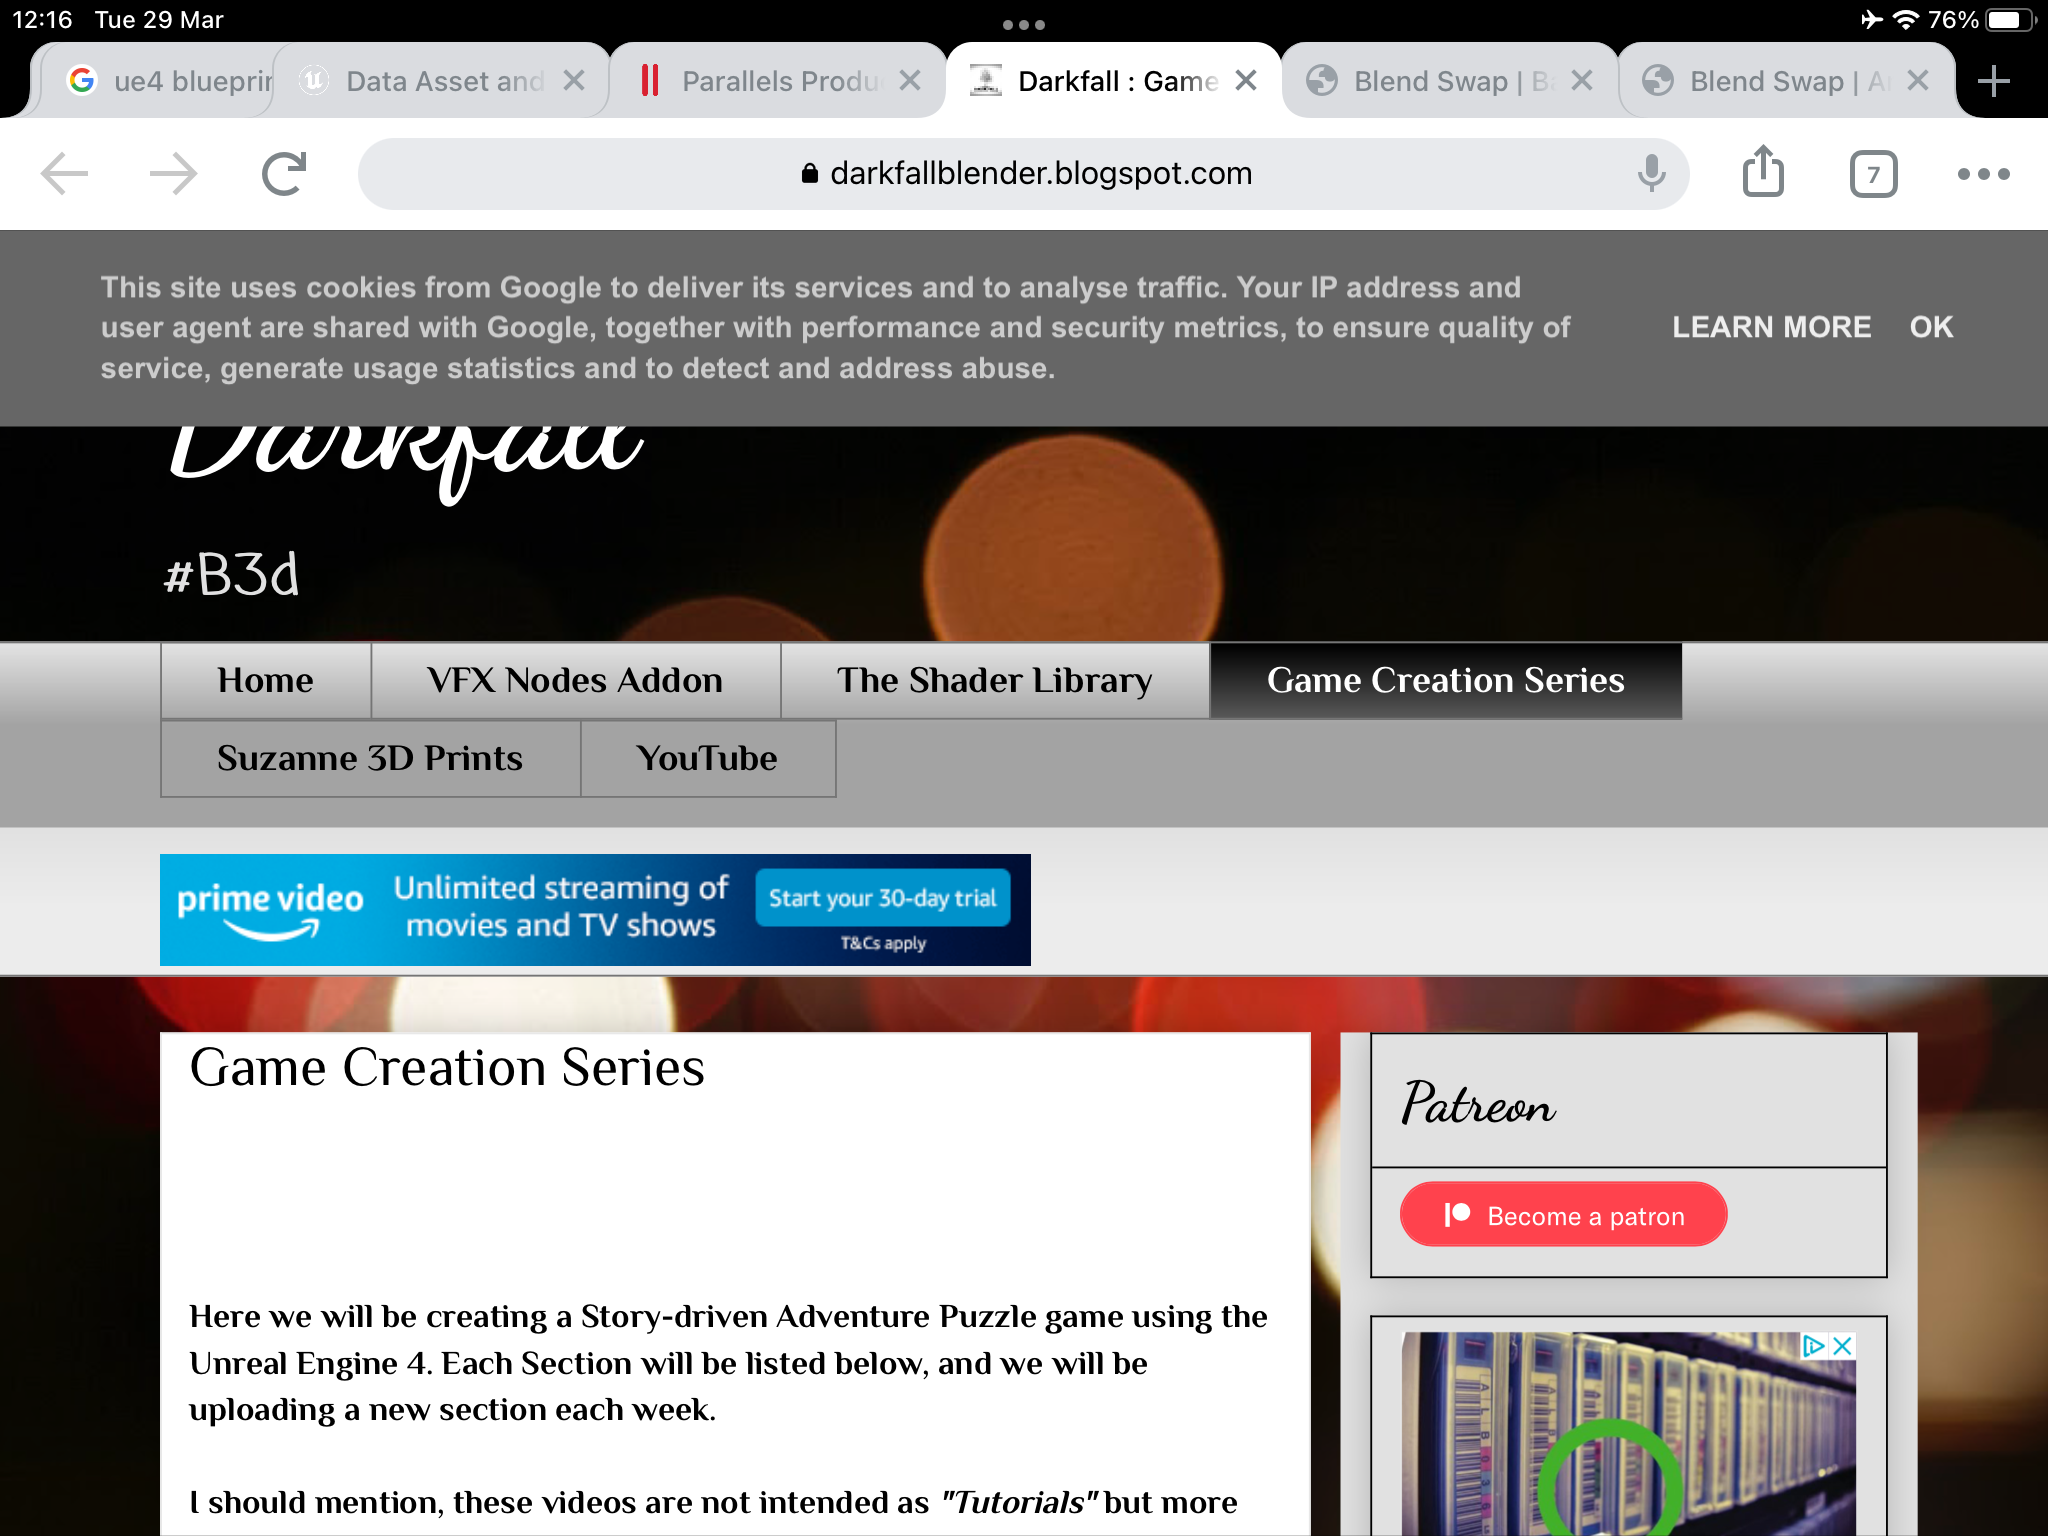 12:16 Tue 29 Mar
76%
ue4 blueprin
Data Asset and
Parallels Produ
Darkfall : Game
Blend Swap | B
Blend Swap | A
darkfallblender.blogspot.com
7
This site uses cookies from Google to deliver its services and to analyse traffic. Your IP address and
user agent are shared with Google, together with performance and security metrics, to ensure quality of
service, generate usage statistics and to detect and address abuse.
LEARN MORE OK
Darkfall
#B3d
Home VFX Nodes Addon The Shader Library Game Creation Series
Suzanne 3D Prints YouTube
prime video
Unlimited streaming of
movies and TV shows
Start your 30-day trial
T&Cs apply
Game Creation Series
Here we will be creating a Story-driven Adventure Puzzle game using the
Unreal Engine 4. Each Section will be listed below, and we will be
uploading a new section each week.
I should mention, these videos are not intended as "Tutorials" but more
Patreon
Become a patron